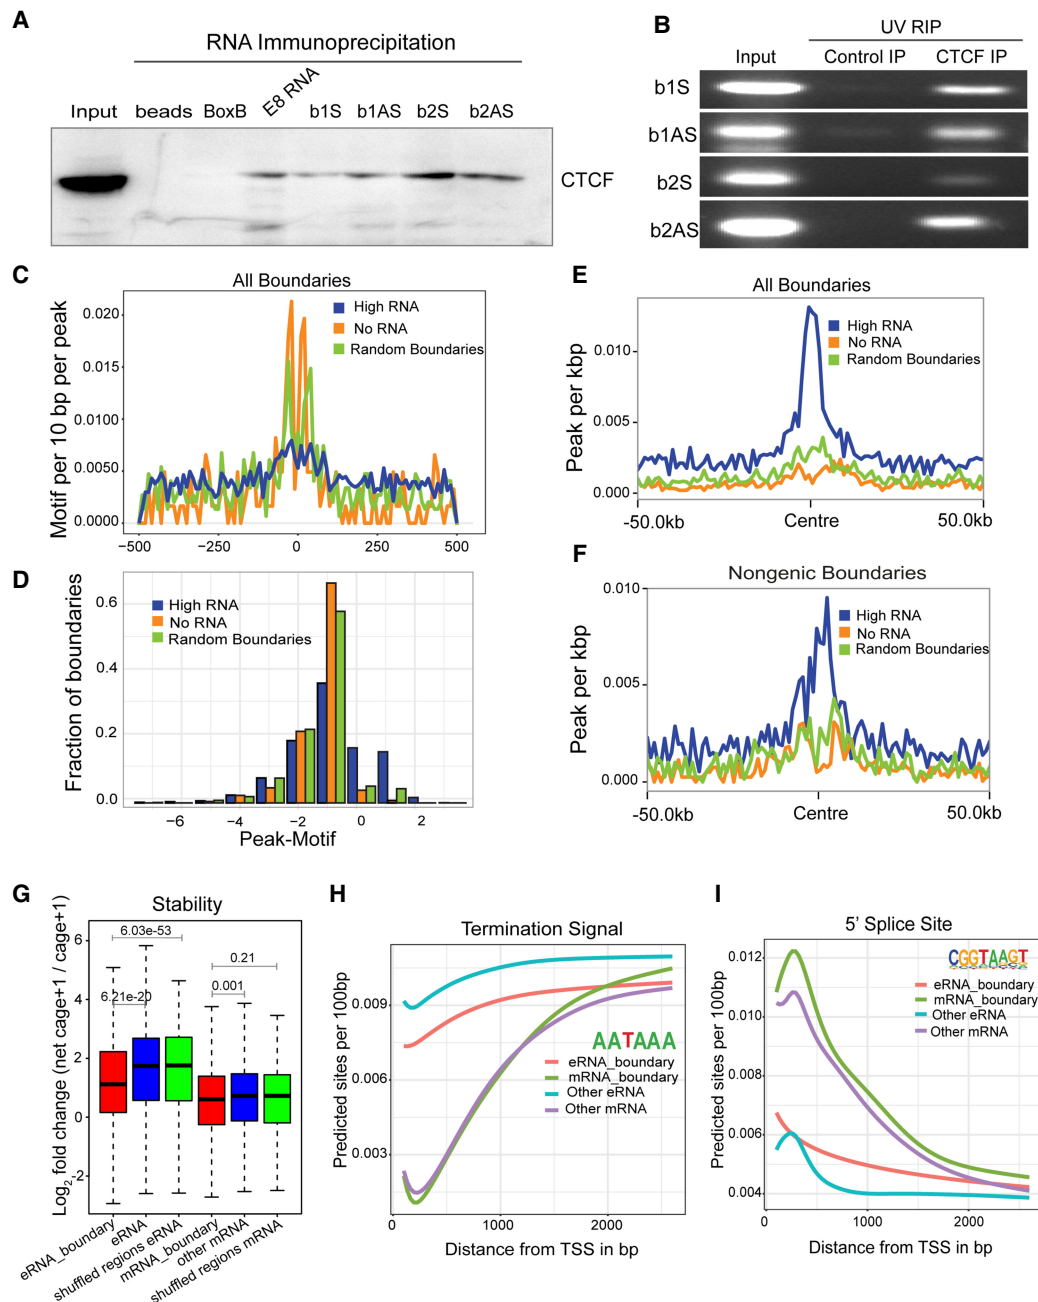 A
RNA Immunoprecipitation
Input beads BoxB E8 RNA b1S b1AS b2S b2AS
CTCF
B
UV RIP
Input Control IP CTCF IP
b1S
b1AS
b2S
b2AS
C
All Boundaries
Motif per 10 bp per peak
0.020
0.015
0.0100
0.0050
0.0000
High RNA
No RNA
Random Boundaries
−500 −250 0 250 500
D
Fraction of boundaries
0.6
0.4
0.2
0.0
High RNA
No RNA
Random Boundaries
−6 −4 −2 0 2
Peak-Motif
E
All Boundaries
Peak per kbp
0.010
0.005
0.000
High RNA
No RNA
Random Boundaries
-50.0kb Centre 50.0kb
F
Nongenic Boundaries
Peak per kbp
0.010
0.005
0.000
High RNA
No RNA
Random Boundaries
-50.0kb Centre 50.0kb
G
Stability
Log2 fold change (net cage+1 / cage+1)
6
4
2
0
-2
6.03e-53
6.21e-20
0.21
0.001
eRNA_boundary
eRNA
shuffled regions eRNA
mRNA_boundary
other mRNA
shuffled regions mRNA
H
Termination Signal
Predicted sites per 100bp
0.009
0.006
0.003
AATAAA
eRNA_boundary
mRNA_boundary
Other eRNA
Other mRNA
0 1000 2000
Distance from TSS in bp
I
5' Splice Site
Predicted sites per 100bp
0.012
0.010
0.008
0.006
0.004
CGGTAAGT
eRNA_boundary
mRNA_boundary
Other eRNA
Other mRNA
0 1000 2000
Distance from TSS in bp